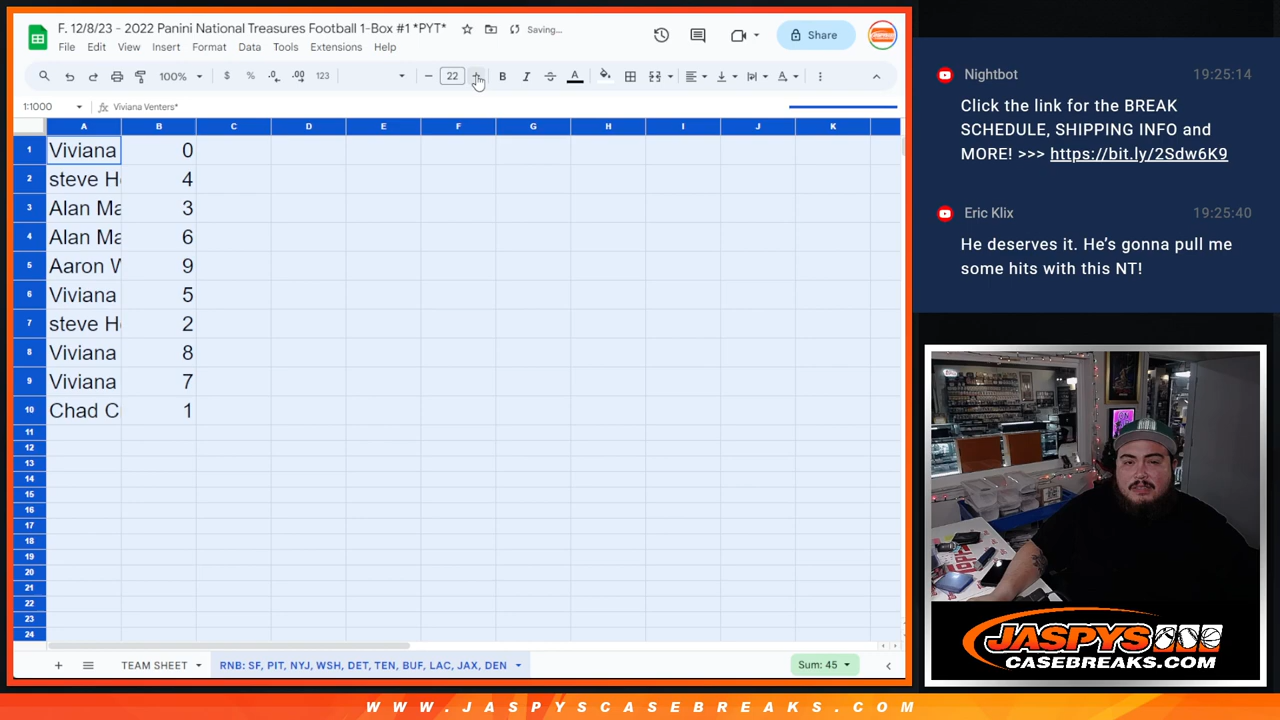 F. 12/8/23 - 2022 Panini National Treasures Football 1-Box #1 *PYT*
Saving...
File Edit View Insert Format Data Tools Extensions Help
Share
100% $ % .0 .00 123 22 B I A
1:1000 fx Viviana Venters*
A B C D E F G H I J K
1 Viviana 0
2 steve H 4
3 Alan Ma 3
4 Alan Ma 6
5 Aaron W 9
6 Viviana 5
7 steve H 2
8 Viviana 8
9 Viviana 7
10 Chad C 1
11
12
13
14
15
16
17
18
19
20
21
22
23
24
TEAM SHEET RNB: SF, PIT, NYJ, WSH, DET, TEN, BUF, LAC, JAX, DEN Sum: 45
Nightbot 19:25:14
Click the link for the BREAK
SCHEDULE, SHIPPING INFO and
MORE! >>> https://bit.ly/2Sdw6K9
Eric Klix 19:25:40
He deserves it. He's gonna pull me
some hits with this NT!
JASPYS
CASEBREAKS.COM
WWW.JASPYSCASEBREAKS.COM